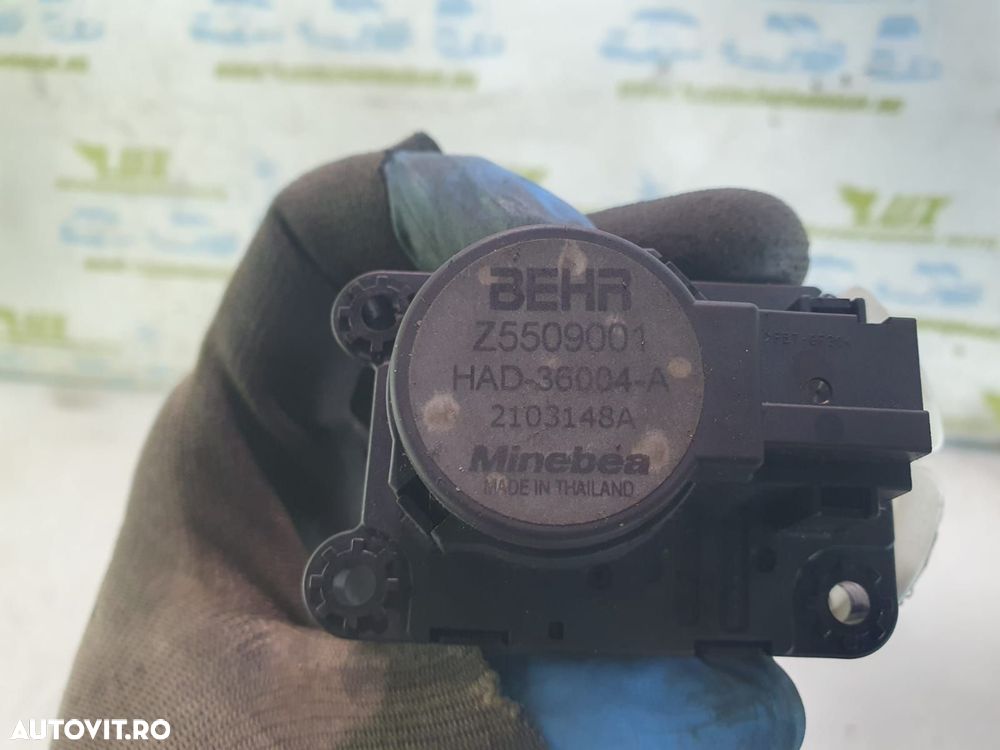 BEHR
Z5509001
HAD-36004-A
2103148A
Minebea
MADE IN THAILAND
AUTOVIT.RO